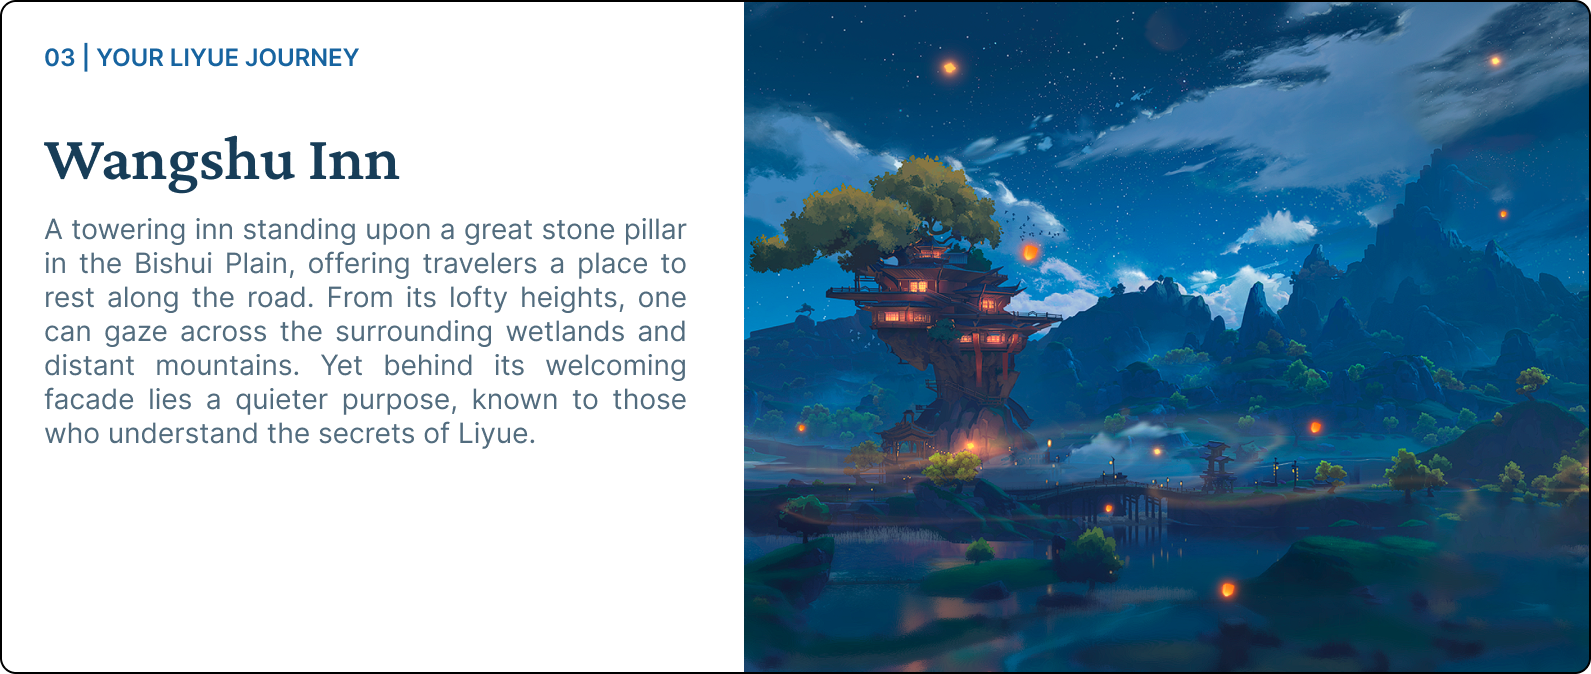 03 | YOUR LIYUE JOURNEY
Wangshu Inn
A towering inn standing upon a great stone pillar
in the Bishui Plain, offering travelers a place to
rest along the road. From its lofty heights, one
can gaze across the surrounding wetlands and
distant mountains. Yet behind its welcoming
facade lies a quieter purpose, known to those
who understand the secrets of Liyue.